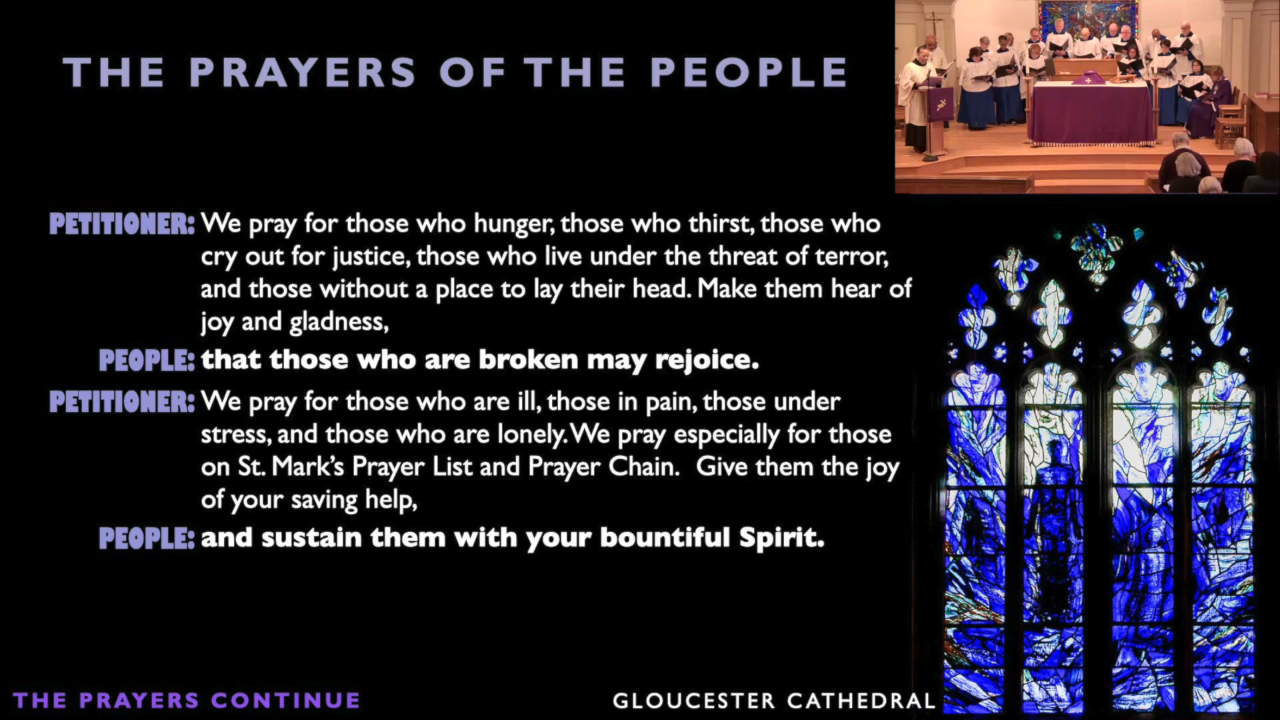 THE PRAYERS OF THE PEOPLE
PETITIONER: We pray for those who hunger, those who thirst, those who
cry out for justice, those who live under the threat of terror,
and those without a place to lay their head. Make them hear of
joy and gladness,
PEOPLE: that those who are broken may rejoice.
PETITIONER: We pray for those who are ill, those in pain, those under
stress, and those who are lonely. We pray especially for those
on St. Mark's Prayer List and Prayer Chain.  Give them the joy
of your saving help,
PEOPLE: and sustain them with your bountiful Spirit.
THE PRAYERS CONTINUE
GLOUCESTER CATHEDRAL